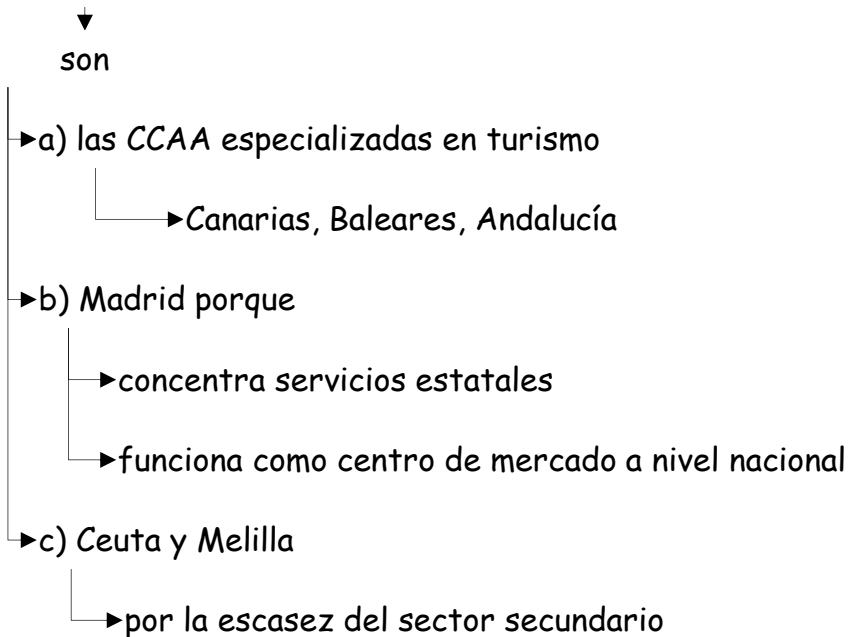 son
a) las CCAA especializadas en turismo
Canarias, Baleares, Andalucía
b) Madrid porque
concentra servicios estatales
funciona como centro de mercado a nivel nacional
c) Ceuta y Melilla
por la escasez del sector secundario